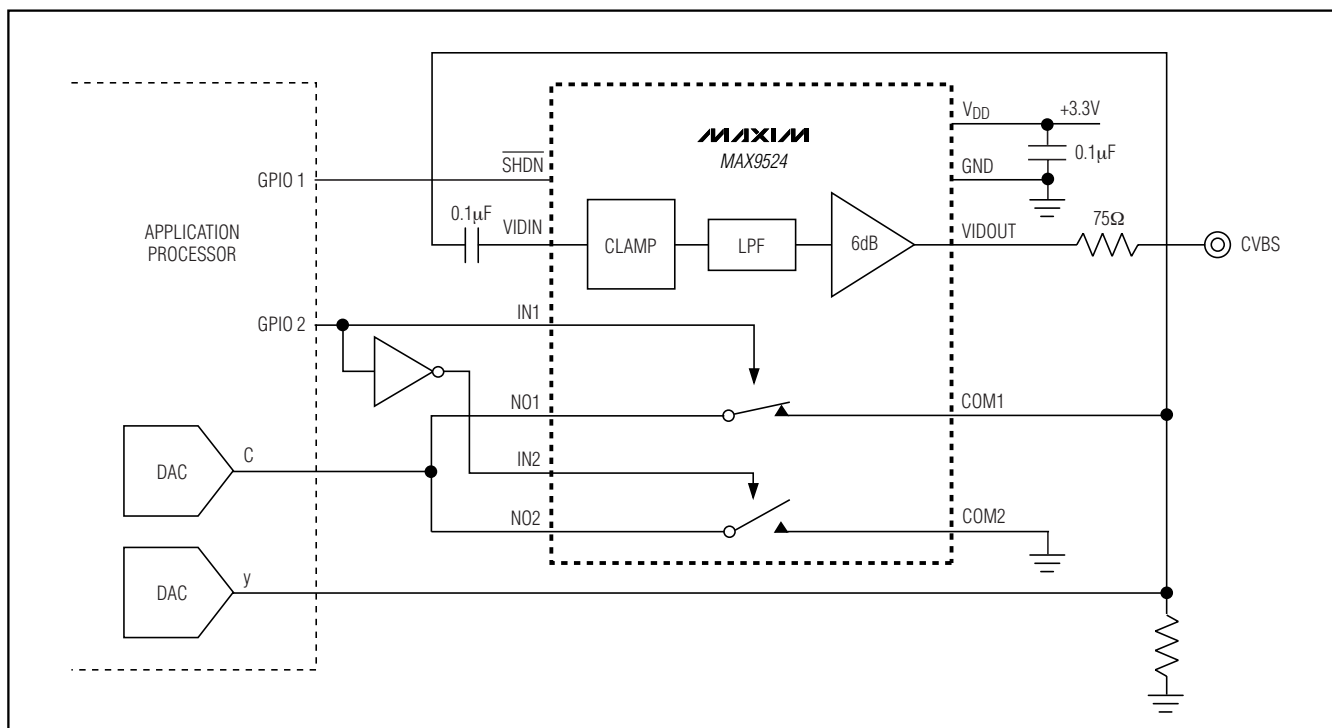 V_DD
+3.3V
MAXIM
MAX9524
SHDN
0.1μF
GPIO 1
GND
0.1μF
VIDIN
75Ω
APPLICATION
PROCESSOR
CLAMP
LPF
6dB
VIDOUT
CVBS
GPIO 2
IN1
NO1
COM1
DAC
C
IN2
NO2
COM2
DAC
y